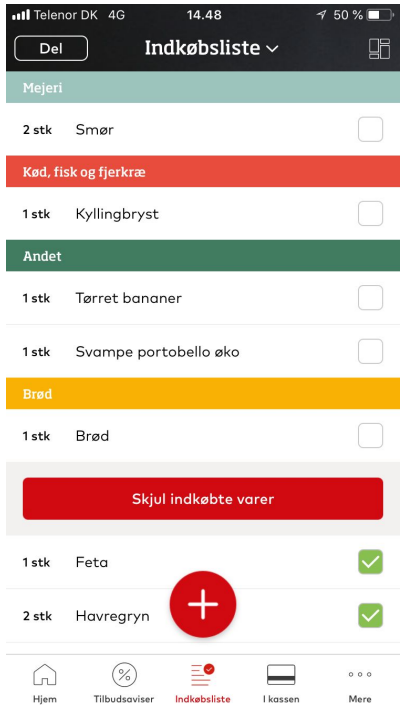 Telenor DK 4G 14.48 50 %
Del Indkøbsliste
Mejeri
2 stk Smør
Kød, fisk og fjerkræ
1 stk Kyllingbryst
Andet
1 stk Tørret bananer
1 stk Svampe portobello øko
Brød
1 stk Brød
Skjul indkøbte varer
1 stk Feta
2 stk Havregryn
Hjem Tilbudsaviser Indkøbsliste I kassen Mere